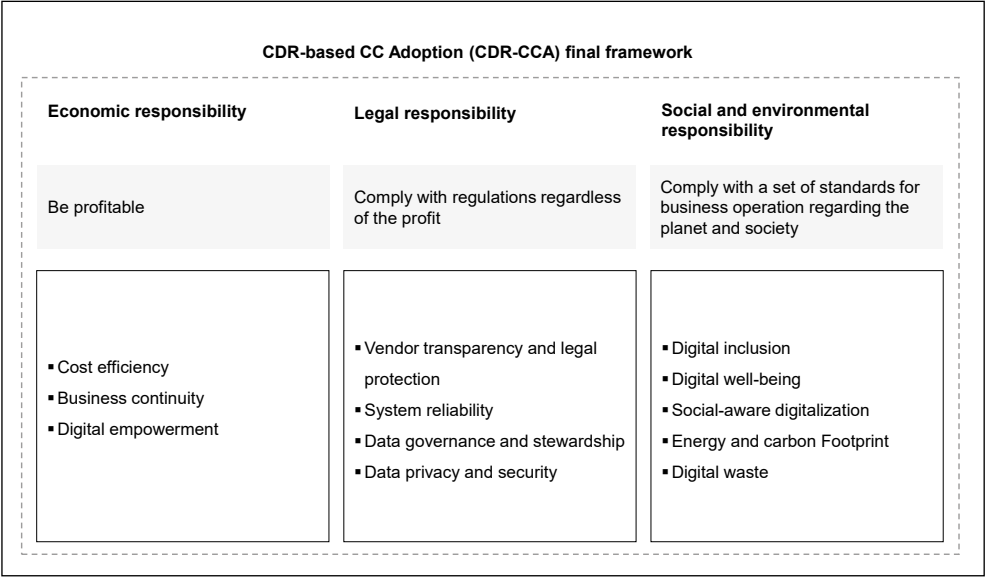 CDR-based CC Adoption (CDR-CCA) final framework
Economic responsibility
Be profitable
▪ Cost efficiency
▪ Business continuity
▪ Digital empowerment
Legal responsibility
Comply with regulations regardless
of the profit
▪ Vendor transparency and legal
protection
▪ System reliability
▪ Data governance and stewardship
▪ Data privacy and security
Social and environmental
responsibility
Comply with a set of standards for
business operation regarding the
planet and society
▪ Digital inclusion
▪ Digital well-being
▪ Social-aware digitalization
▪ Energy and carbon Footprint
▪ Digital waste